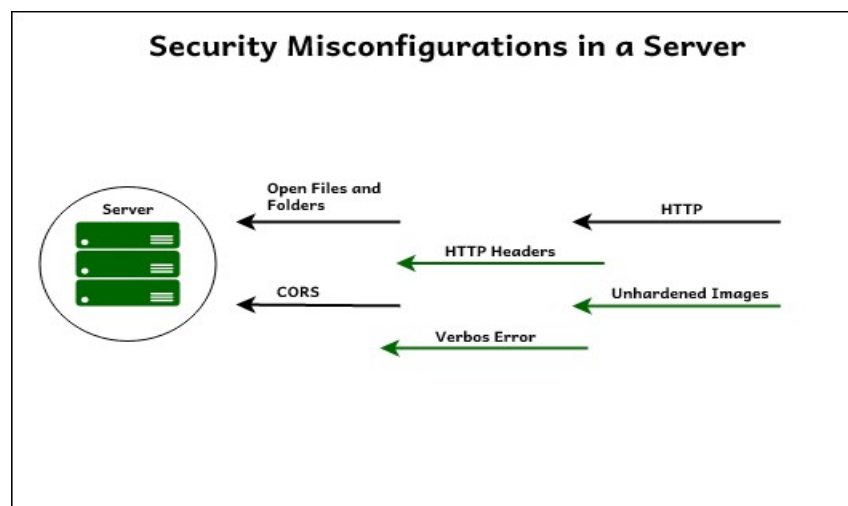 Security Misconfigurations in a Server
Open Files and
Folders
Server
HTTP
HTTP Headers
CORS
Unhardened Images
Verbos Error